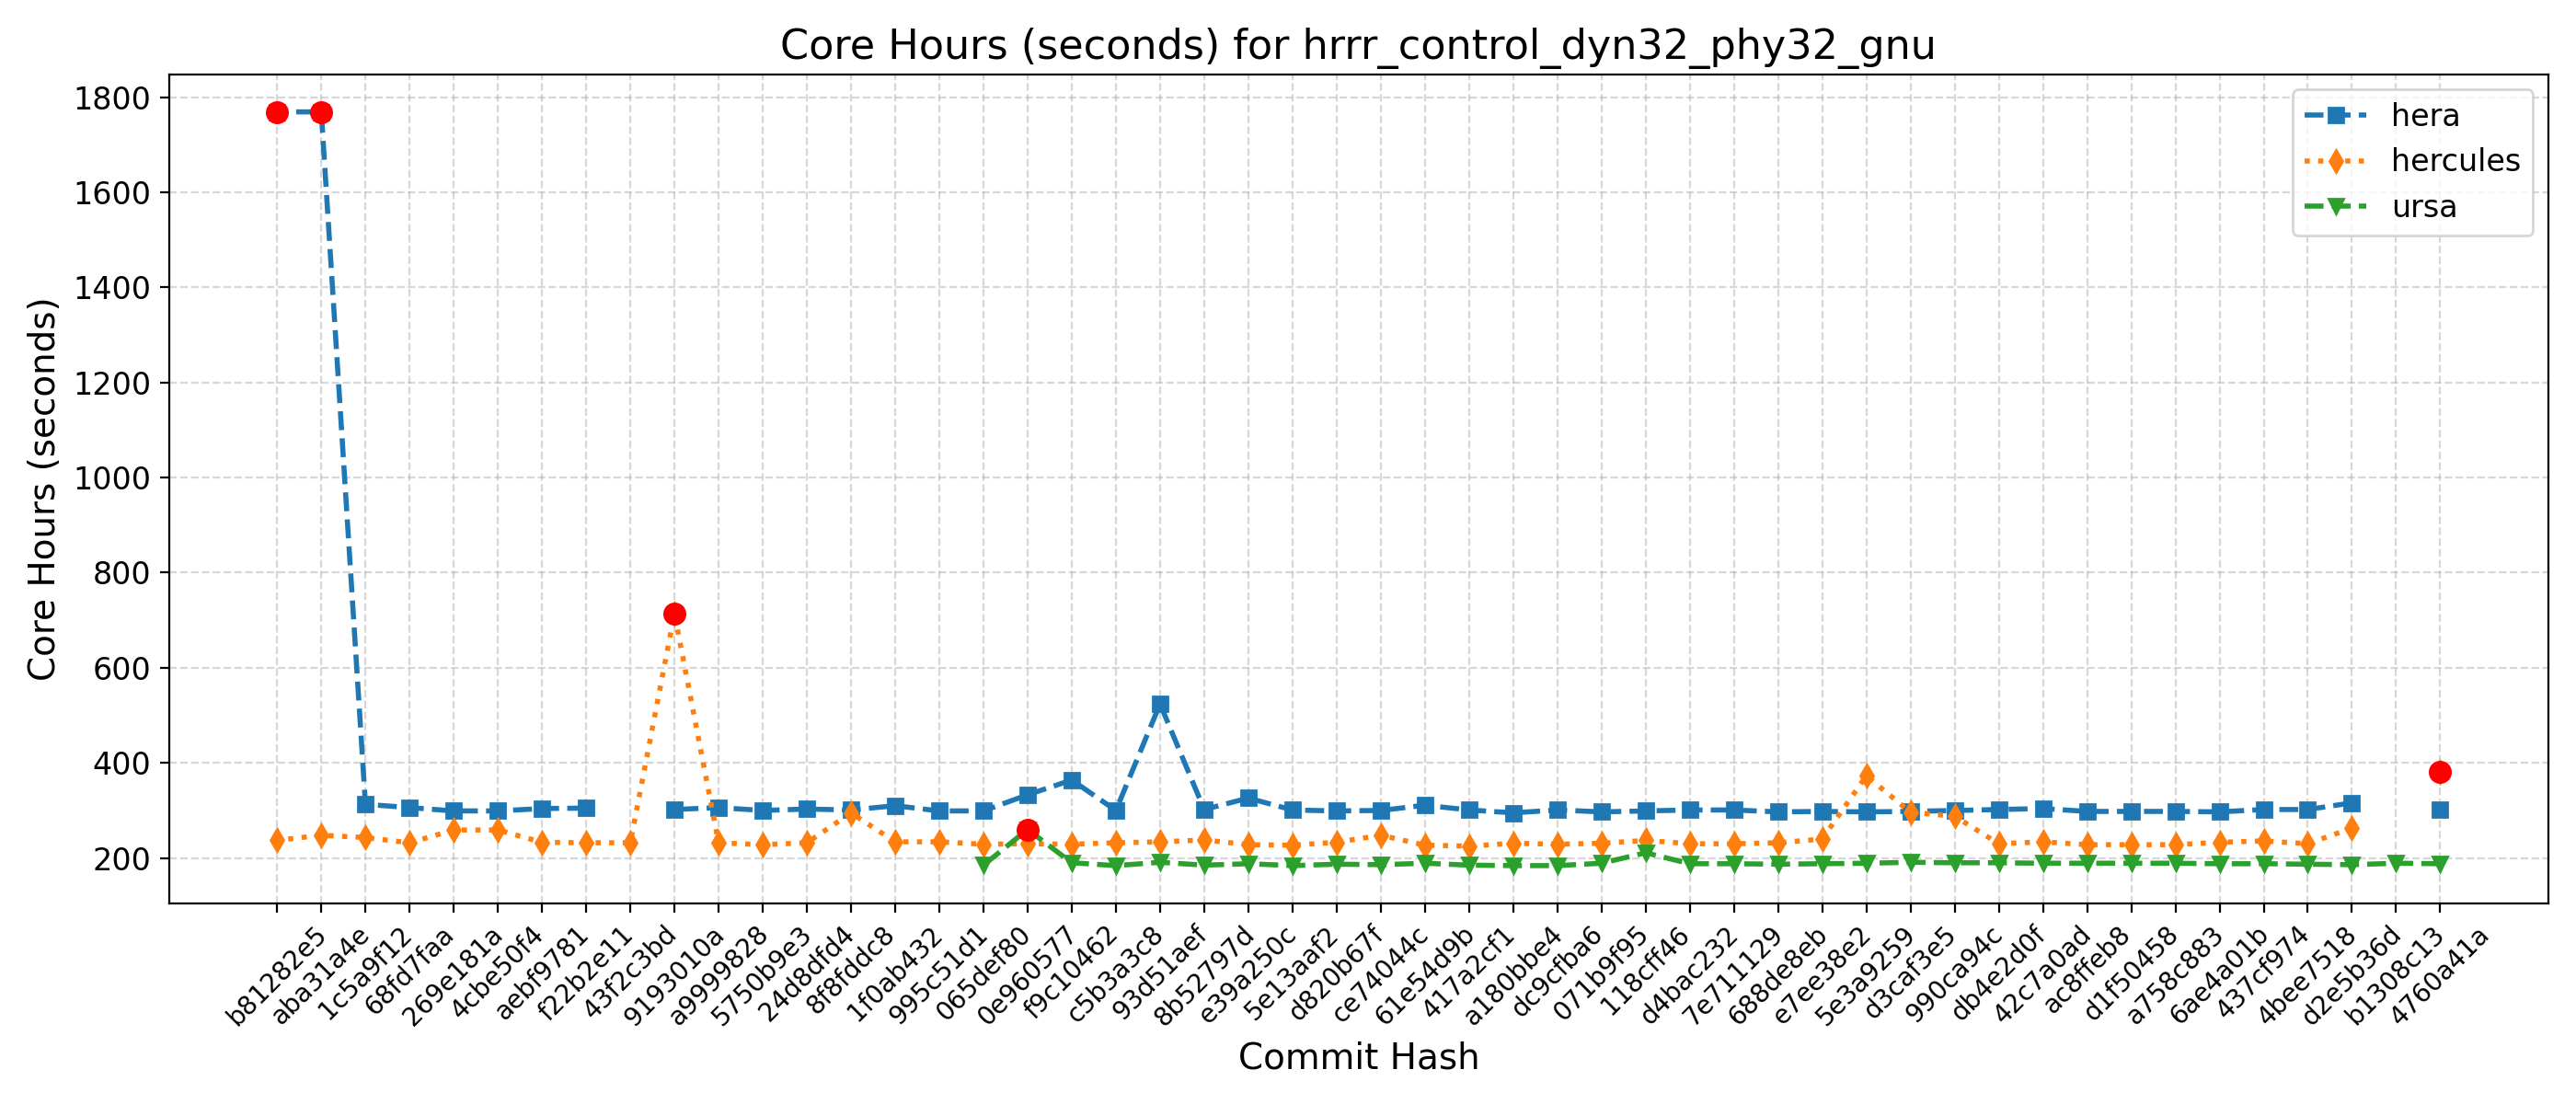 Core Hours (seconds) for hrrr_control_dyn32_phy32_gnu
Core Hours (seconds)
1800
1600
1400
1200
1000
800
600
400
200
hera
hercules
ursa
b81282e5
aba31a4e
1c5a9f12
68fd7faa
269e181a
4cbe50f4
aebf9781
f22b2e11
43f2c3bd
9193010a
a9999828
5750b9e3
24d8dfd4
8f8fddc8
1f0ab432
995c51d1
065def80
0e960577
f9c10462
c5b3a3c8
93d51aef
8b52797d
e39a250c
5e13aaf2
d820b67f
ce74044c
61e54d9b
417a2cf1
a180bbe4
dc9cfba6
071b9f95
118cff46
d4bac232
7e711129
688de8eb
e7ee38e2
5e3a9259
d3caf3e5
990ca94c
db4e2d0f
42c7a0ad
ac8ffeb8
d1f50458
a758c883
6ae4a01b
437cf974
4bee7518
d2e5b36d
b1308c13
4760a41a
Commit Hash